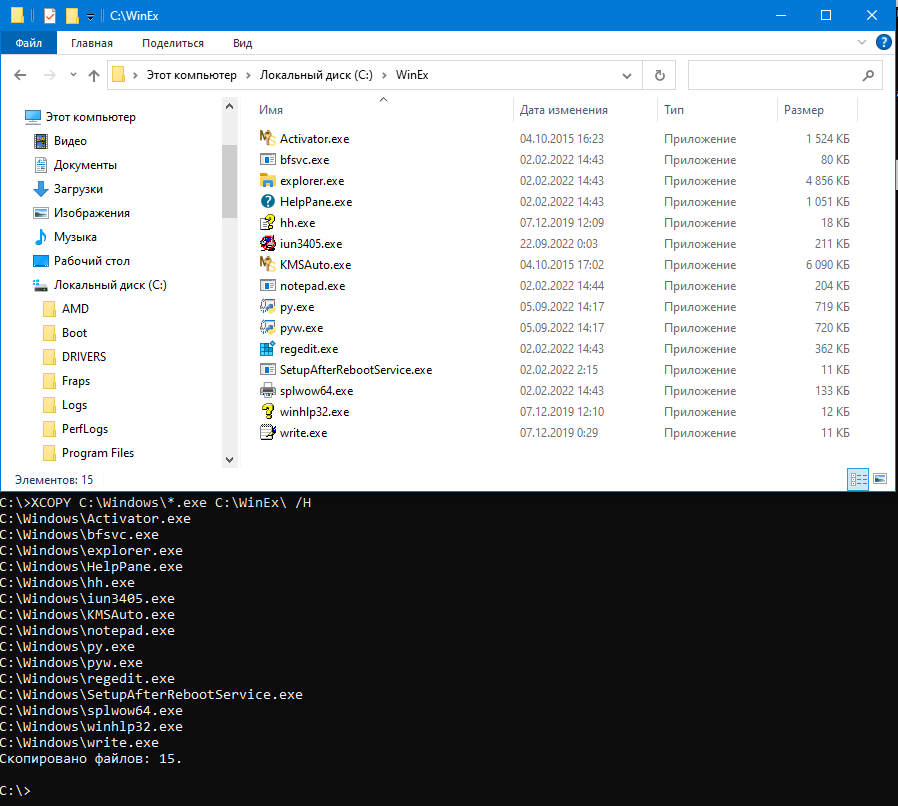 C:\WinEx
Файл Главная Поделиться Вид
Этот компьютер Локальный диск (C:) WinEx
Этот компьютер
Видео
Документы
Загрузки
Изображения
Музыка
Рабочий стол
Локальный диск (C:)
AMD
Boot
DRIVERS
Fraps
Logs
PerfLogs
Program Files
Имя Дата изменения Тип Размер
Activator.exe 04.10.2015 16:23 Приложение 1 524 КБ
bfsvc.exe 02.02.2022 14:43 Приложение 80 КБ
explorer.exe 02.02.2022 14:43 Приложение 4 856 КБ
HelpPane.exe 02.02.2022 14:43 Приложение 1 051 КБ
hh.exe 07.12.2019 12:09 Приложение 18 КБ
iun3405.exe 22.09.2022 0:03 Приложение 211 КБ
KMSAuto.exe 04.10.2015 17:02 Приложение 6 090 КБ
notepad.exe 02.02.2022 14:44 Приложение 204 КБ
py.exe 05.09.2022 14:17 Приложение 719 КБ
pyw.exe 05.09.2022 14:17 Приложение 720 КБ
regedit.exe 02.02.2022 14:43 Приложение 362 КБ
SetupAfterRebootService.exe 02.02.2022 2:15 Приложение 11 КБ
splwow64.exe 02.02.2022 14:43 Приложение 133 КБ
winhlp32.exe 07.12.2019 12:10 Приложение 12 КБ
write.exe 07.12.2019 0:29 Приложение 11 КБ
Элементов: 15
C:\>XCOPY C:\Windows\*.exe C:\WinEx\ /H
C:\Windows\Activator.exe
C:\Windows\bfsvc.exe
C:\Windows\explorer.exe
C:\Windows\HelpPane.exe
C:\Windows\hh.exe
C:\Windows\iun3405.exe
C:\Windows\KMSAuto.exe
C:\Windows\notepad.exe
C:\Windows\py.exe
C:\Windows\pyw.exe
C:\Windows\regedit.exe
C:\Windows\SetupAfterRebootService.exe
C:\Windows\splwow64.exe
C:\Windows\winhlp32.exe
C:\Windows\write.exe
Скопировано файлов: 15.
C:\>